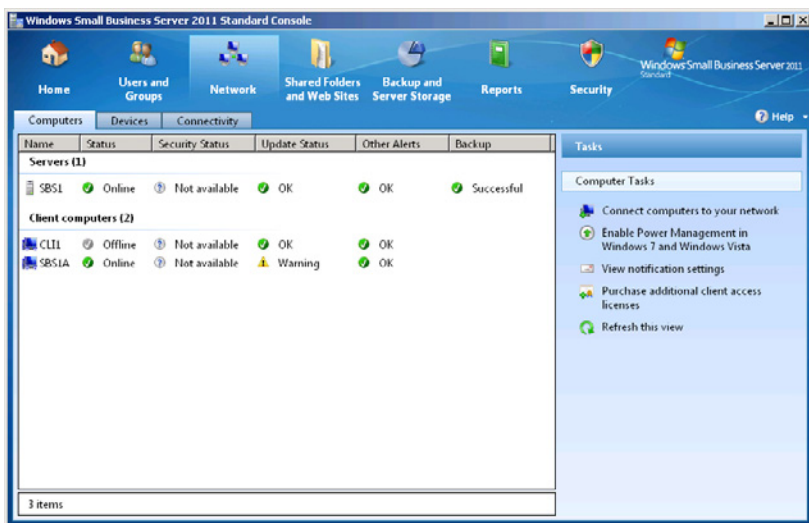 Windows Small Business Server 2011 Standard Console
Home
Users and
Groups
Network
Shared Folders
and Web Sites
Backup and
Server Storage
Reports
Security
Windows Small Business Server 2011
Standard
Computers Devices Connectivity
Help
Name Status Security Status Update Status Other Alerts Backup
Servers (1)
SBS1 Online Not available OK OK Successful
Client computers (2)
CLI1 Offline Not available OK OK
SBS1A Online Not available Warning OK
3 items
Tasks
Computer Tasks
Connect computers to your network
Enable Power Management in
Windows 7 and Windows Vista
View notification settings
Purchase additional client access
licenses
Refresh this view